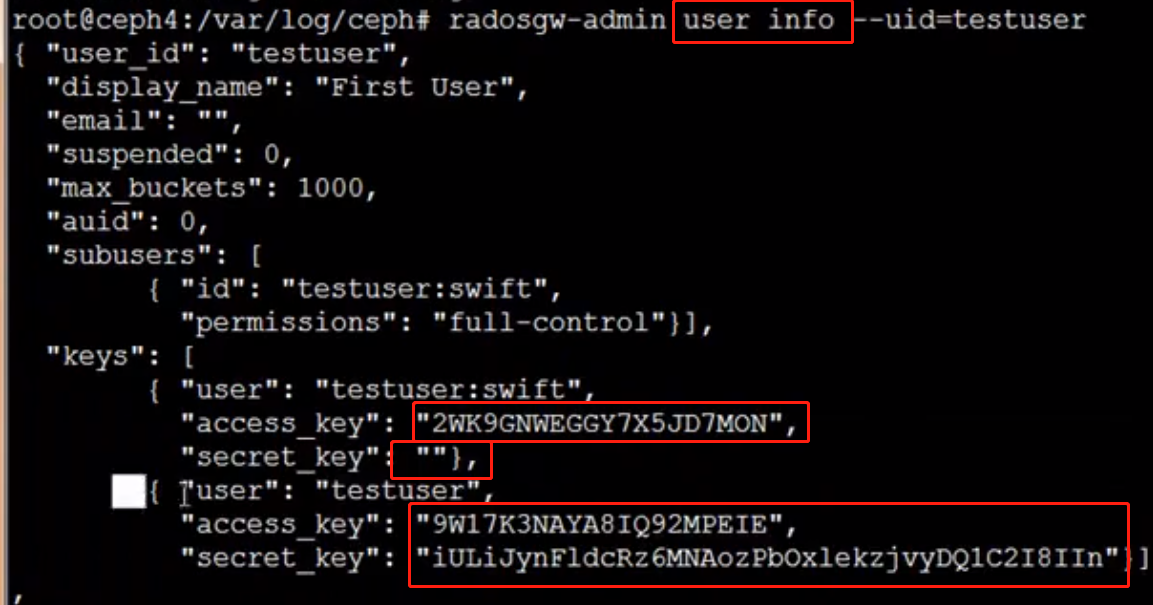 root@ceph4:/var/log/ceph# radosgw-admin user info --uid=testuser
{ "user_id": "testuser",
"display_name": "First User",
"email": "",
"suspended": 0,
"max_buckets": 1000,
"auid": 0,
"subusers": [
{ "id": "testuser:swift",
"permissions": "full-control"}],
"keys": [
{ "user": "testuser:swift",
"access_key": "2WK9GNWEGGY7X5JD7MON",
"secret_key": ""},
{ "user": "testuser",
"access_key": "9W17K3NAYA8IQ92MPEIE",
"secret_key": "iULiJynFldcRz6MNAozPbOxlekzjvyDQ1C2I8IIn"}]
,